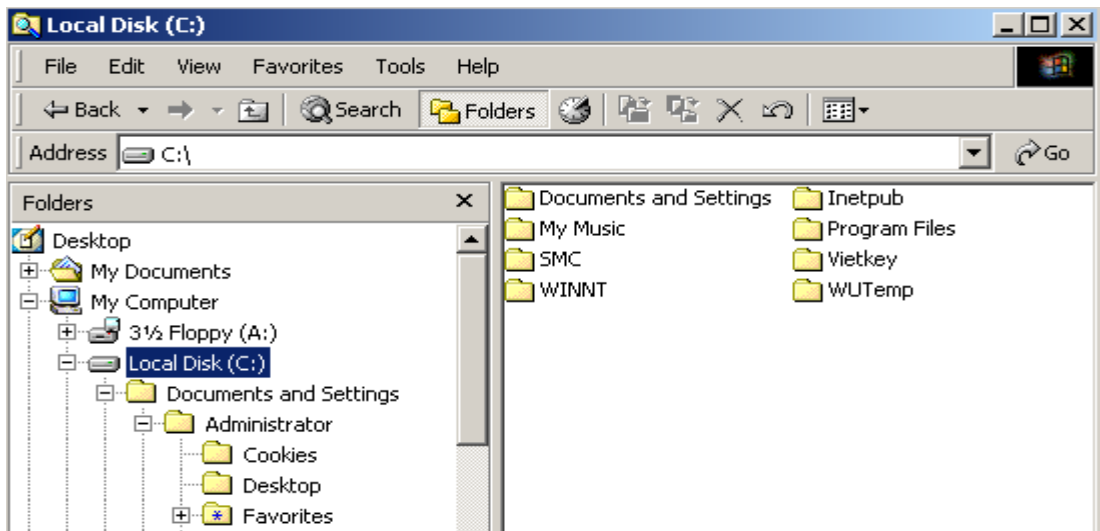 Local Disk (C:)
File Edit View Favorites Tools Help
Back Search Folders
Address C:\ Go
Folders
Desktop
My Documents
My Computer
3½ Floppy (A:)
Local Disk (C:)
Documents and Settings
Administrator
Cookies
Desktop
Favorites
Documents and Settings Inetpub
My Music Program Files
SMC Vietkey
WINNT WUTemp